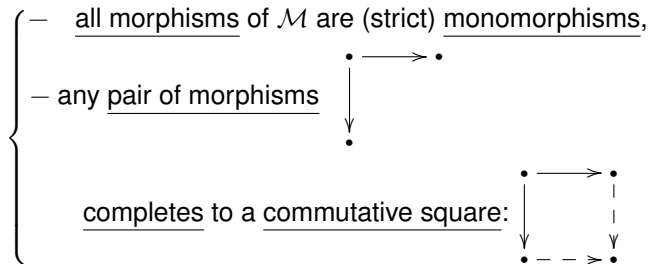 – all morphisms of ℳ are (strict) monomorphisms,
– any pair of morphisms
completes to a commutative square: